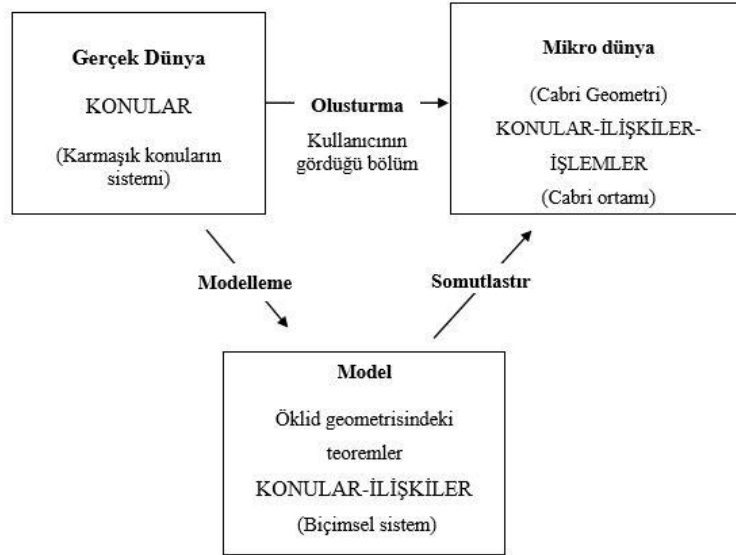 Gerçek Dünya
KONULAR
(Karmaşık konuların
sistemi)
Olusturma
Kullanıcının
gördüğü bölüm
Mikro dünya
(Cabri Geometri)
KONULAR-İLİŞKİLER-
İŞLEMLER
(Cabri ortamı)
Modelleme
Somutlastır
Model
Öklid geometrisindeki
teoremler
KONULAR-İLİŞKİLER
(Biçimsel sistem)